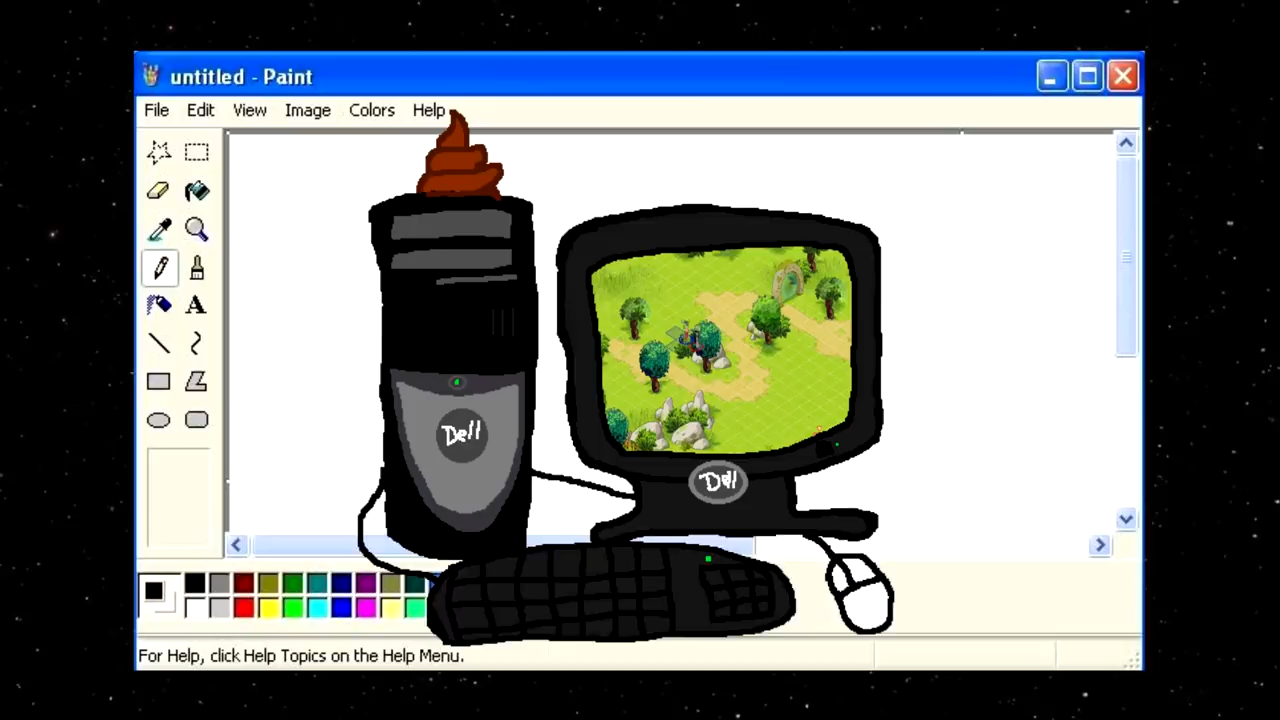 untitled - Paint
File Edit View Image Colors Help
A
Dell
Dell
For Help, click Help Topics on the Help Menu.